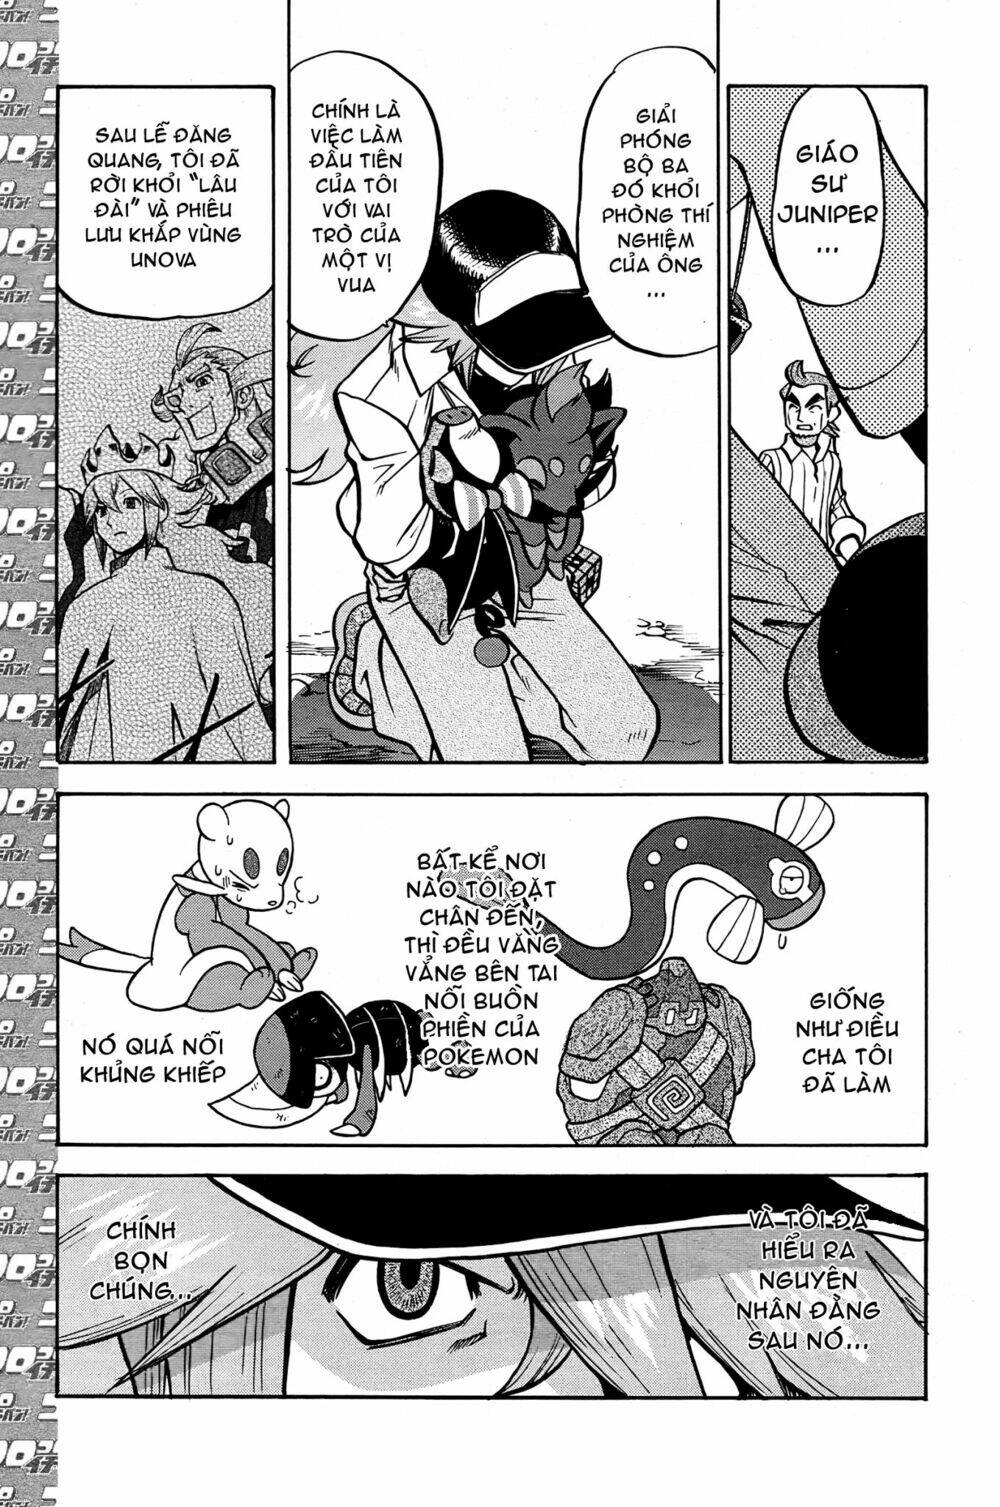 GIÁO
SƯ
JUNIPER
...
GIẢI
PHÓNG
BỘ BA
ĐÓ KHỎI
PHÒNG THÍ
NGHIỆM
CỦA ÔNG
...
CHÍNH LÀ
VIỆC LÀM
ĐẦU TIÊN
CỦA TÔI
VỚI VAI
TRÒ CỦA
MỘT VỊ
VUA
SAU LỄ ĐĂNG
QUANG, TÔI ĐÃ
RỜI KHỎI "LÂU
ĐÀI" VÀ PHIÊU
LƯU KHẮP VÙNG
UNOVA
GIỐNG
NHƯ ĐIỀU
CHA TÔI
ĐÃ LÀM
BẤT KỂ NƠI
NÀO TÔI ĐẶT
CHÂN ĐẾN,
THÌ ĐỀU VĂNG
VẲNG BÊN TAI
NỖI BUỒN
PHIỀN CỦA
POKEMON
NÓ QUÁ NỖI
KHỦNG KHIẾP
VÀ TÔI ĐÃ
HIỂU RA
NGUYÊN
NHÂN ĐẰNG
SAU NÓ...
CHÍNH
BỌN
CHÚNG...